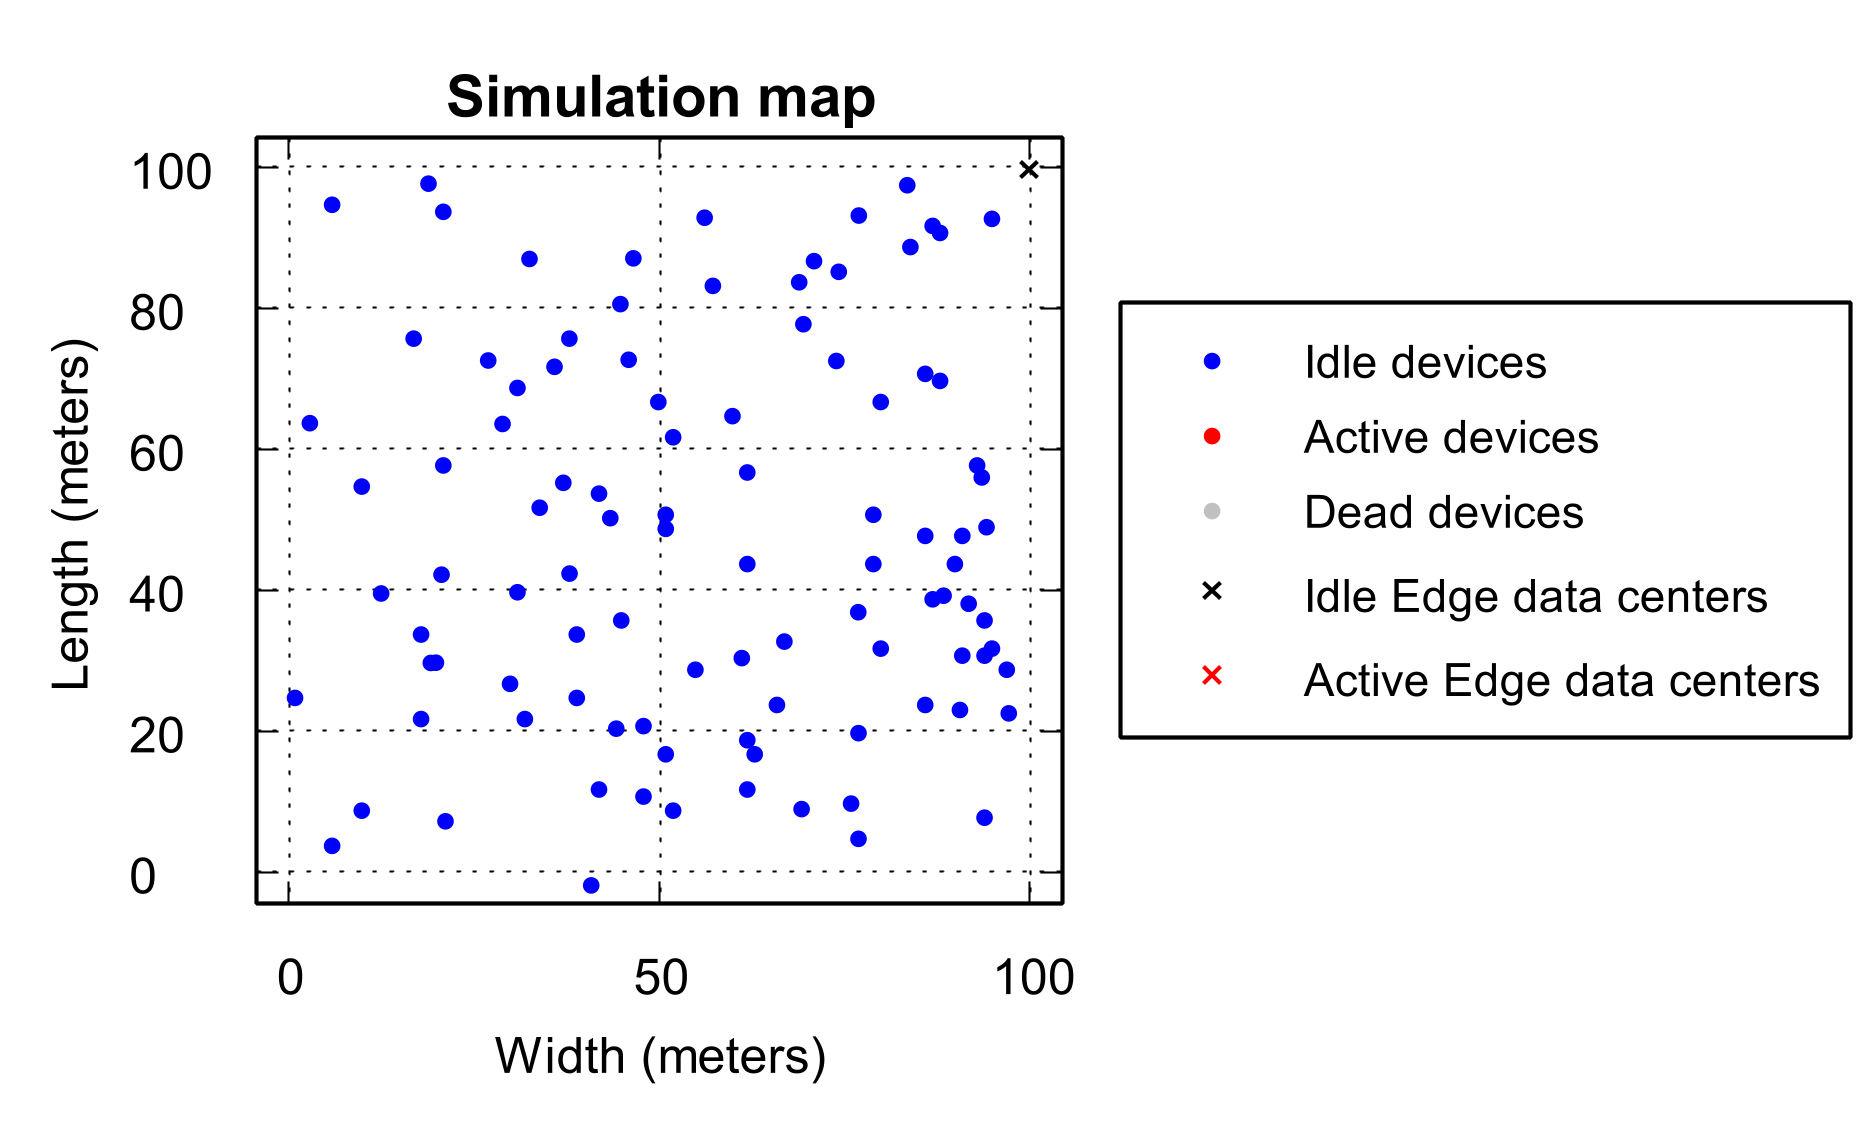 Simulation map
100
80
60
40
20
0
Length (meters)
0 50 100
Width (meters)
Idle devices
Active devices
Dead devices
Idle Edge data centers
Active Edge data centers